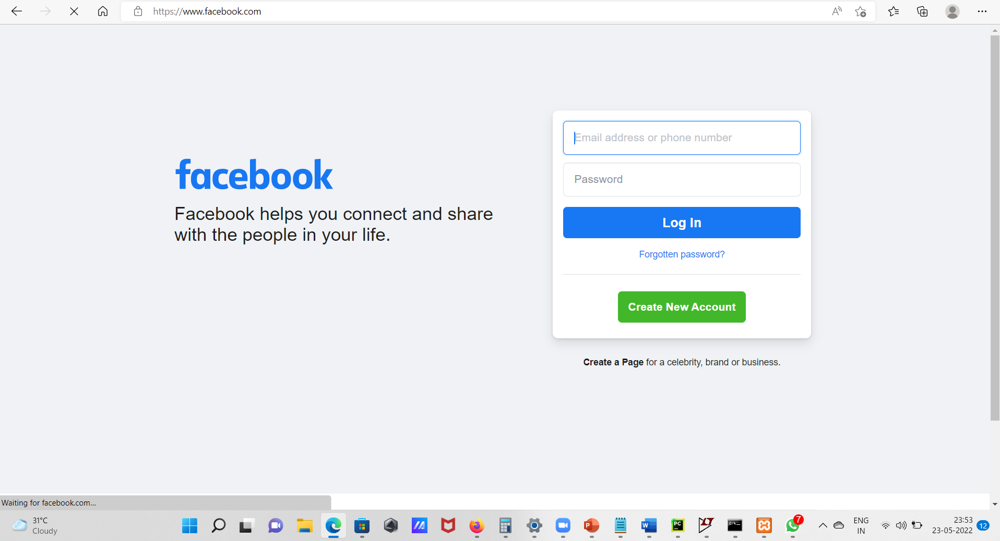 https://www.facebook.com
Email address or phone number
facebook
Password
Facebook helps you connect and share
with the people in your life.
Log In
Forgotten password?
Create New Account
Create a Page for a celebrity, brand or business.
Waiting for facebook.com...
31°C
Cloudy
PC
7
ENG
IN
23:53
23-05-2022
12